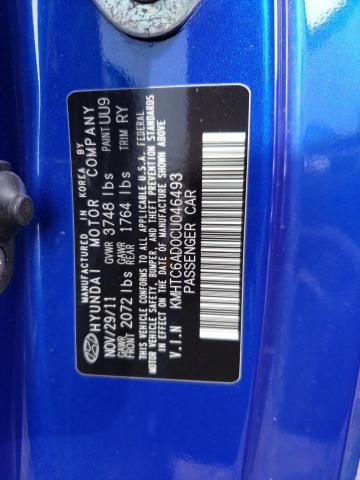 MANUFACTURED IN KOREA BY
HYUNDAI MOTOR COMPANY
NOV/29/11 GVWR 3748 lbs PAINT UU9
GAWR FRONT 2072 lbs GAWR REAR 1764 lbs TRIM RY
THIS VEHICLE CONFORMS TO ALL APPLICABLE U.S.A. FEDERAL
MOTOR VEHICLE SAFETY, BUMPER, AND THEFT PREVENTION STANDARDS
IN EFFECT ON THE DATE OF MANUFACTURE SHOWN ABOVE
V.I.N KMHTC6AD0CU046493
PASSENGER CAR